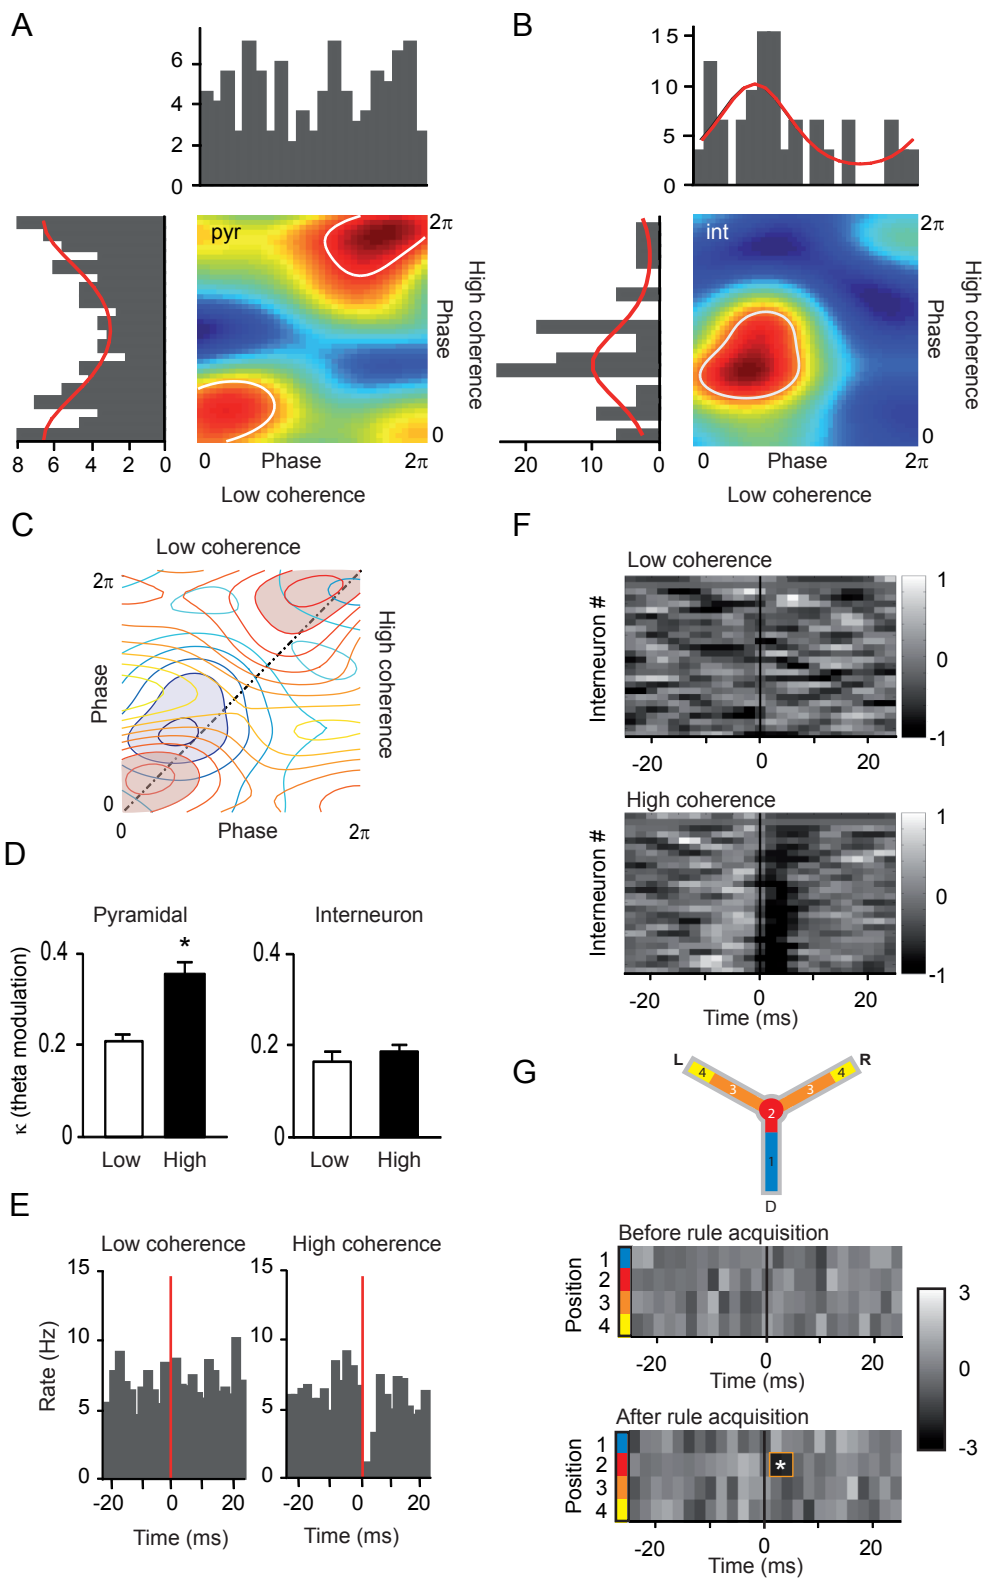 A
6
4
2
0
B
15
10
5
0
pyr
2π
High coherence
Phase
0
8 6 4 2 0
0 Phase 2π
Low coherence
int
2π
High coherence
Phase
0
20 10 0
0 Phase 2π
Low coherence
C
Low coherence
2π
Phase
0
High coherence
0 Phase 2π
D
Pyramidal
κ (theta modulation)
0.4
0.2
0
*
Low High
Interneuron
0.4
0.2
0
Low High
E
Low coherence
Rate (Hz)
15
10
5
0
-20 0 20
Time (ms)
High coherence
15
10
5
0
-20 0 20
Time (ms)
F
Low coherence
Interneuron #
1
0
-1
-20 0 20
High coherence
Interneuron #
1
0
-1
-20 0 20
Time (ms)
G
L R
4 3 2 3 4
1
D
Before rule acquisition
Position
1
2
3
4
-20 0 20
Time (ms)
3
0
-3
After rule acquisition
Position
1
2
3
4
*
-20 0 20
Time (ms)